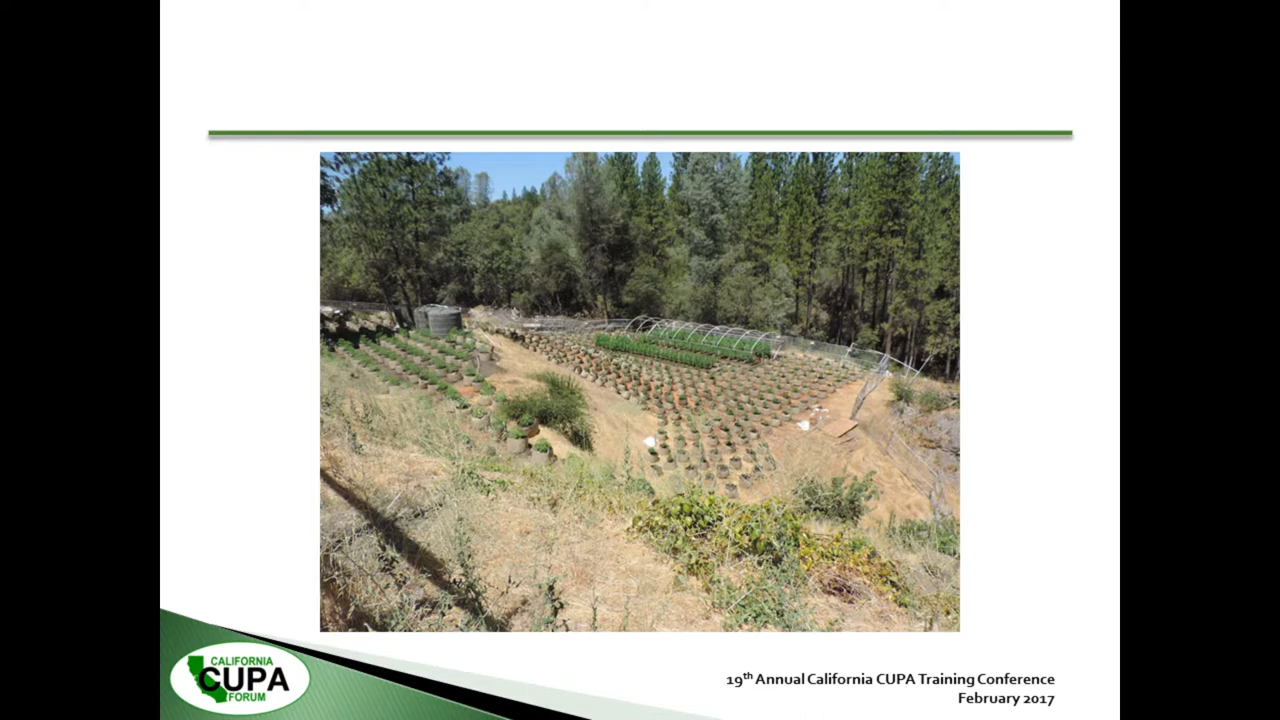 CALIFORNIA
CUPA
FORUM
19th Annual California CUPA Training Conference
February 2017